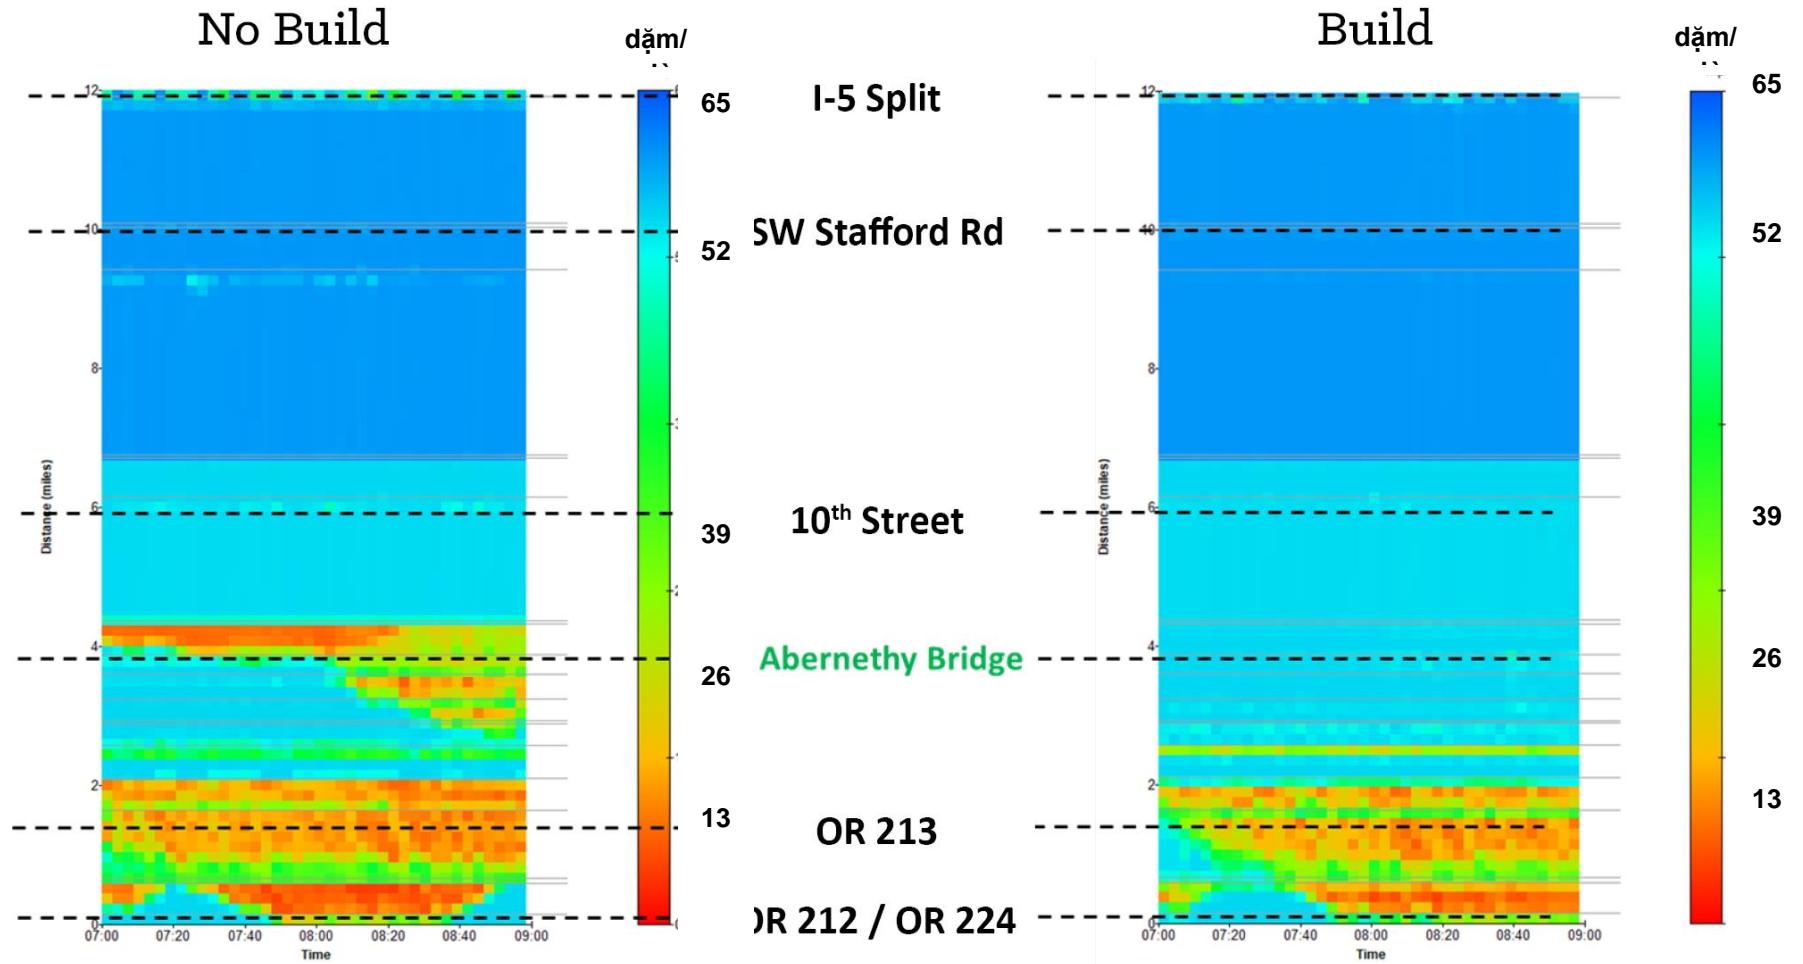 No Build
Build
dặm/
dặm/
I-5 Split
SW Stafford Rd
10th Street
Abernethy Bridge
OR 213
OR 212 / OR 224
12
10
8
6
4
2
0
Distance (miles)
07:00 07:20 07:40 08:00 08:20 08:40 09:00
Time
65
52
39
26
13
12
10
8
6
4
2
0
Distance (miles)
07:00 07:20 07:40 08:00 08:20 08:40 09:00
Time
65
52
39
26
13